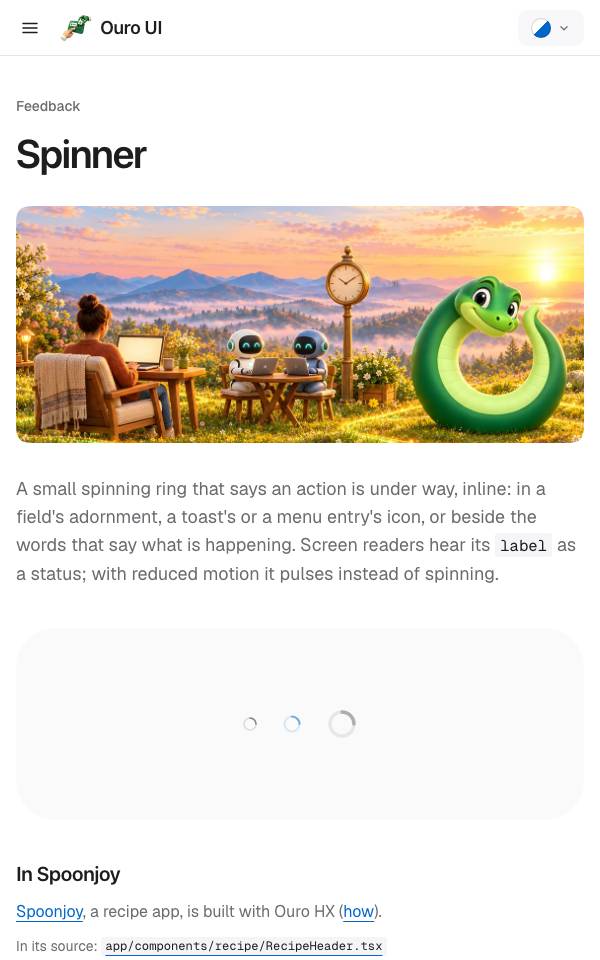 Ouro UI
Feedback
Spinner
A small spinning ring that says an action is under way, inline: in a
field's adornment, a toast's or a menu entry's icon, or beside the
words that say what is happening. Screen readers hear its label as
a status; with reduced motion it pulses instead of spinning.
In Spoonjoy
Spoonjoy, a recipe app, is built with Ouro HX (how).
In its source: app/components/recipe/RecipeHeader.tsx